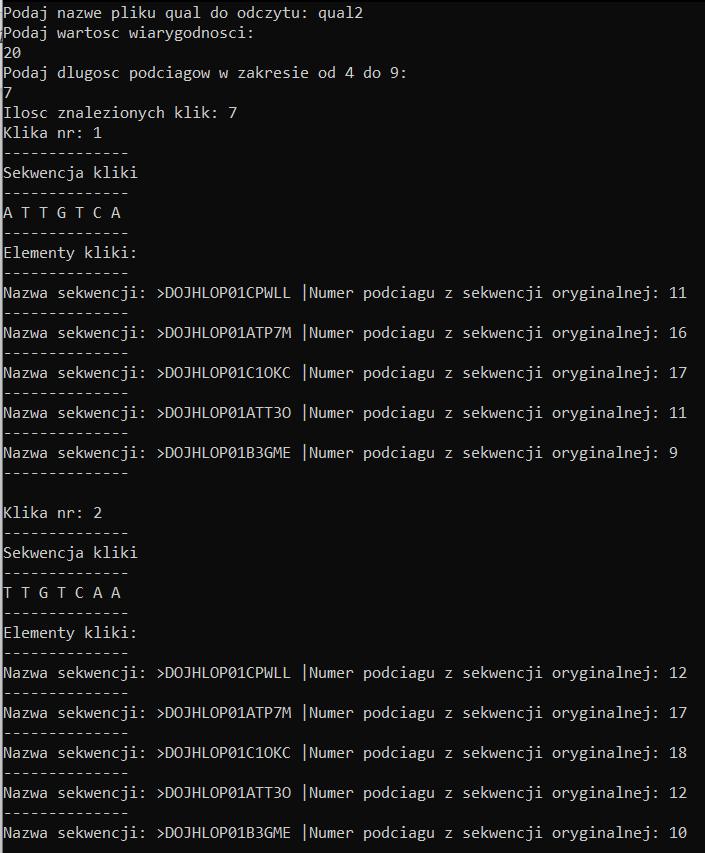 Podaj nazwe pliku qual do odczytu: qual2
Podaj wartosc wiarygodnosci:
20
Podaj dlugosc podciagow w zakresie od 4 do 9:
7
Ilosc znalezionych klik: 7
Klika nr: 1
--------------
Sekwencja kliki
--------------
A T T G T C A
--------------
Elementy kliki:
--------------
Nazwa sekwencji: >DOJHLOP01CPWLL |Numer podciagu z sekwencji oryginalnej: 11
--------------
Nazwa sekwencji: >DOJHLOP01ATP7M |Numer podciagu z sekwencji oryginalnej: 16
--------------
Nazwa sekwencji: >DOJHLOP01C1OKC |Numer podciagu z sekwencji oryginalnej: 17
--------------
Nazwa sekwencji: >DOJHLOP01ATT3O |Numer podciagu z sekwencji oryginalnej: 11
--------------
Nazwa sekwencji: >DOJHLOP01B3GME |Numer podciagu z sekwencji oryginalnej: 9
--------------
Klika nr: 2
--------------
Sekwencja kliki
--------------
T T G T C A A
--------------
Elementy kliki:
--------------
Nazwa sekwencji: >DOJHLOP01CPWLL |Numer podciagu z sekwencji oryginalnej: 12
--------------
Nazwa sekwencji: >DOJHLOP01ATP7M |Numer podciagu z sekwencji oryginalnej: 17
--------------
Nazwa sekwencji: >DOJHLOP01C1OKC |Numer podciagu z sekwencji oryginalnej: 18
--------------
Nazwa sekwencji: >DOJHLOP01ATT3O |Numer podciagu z sekwencji oryginalnej: 12
--------------
Nazwa sekwencji: >DOJHLOP01B3GME |Numer podciagu z sekwencji oryginalnej: 10